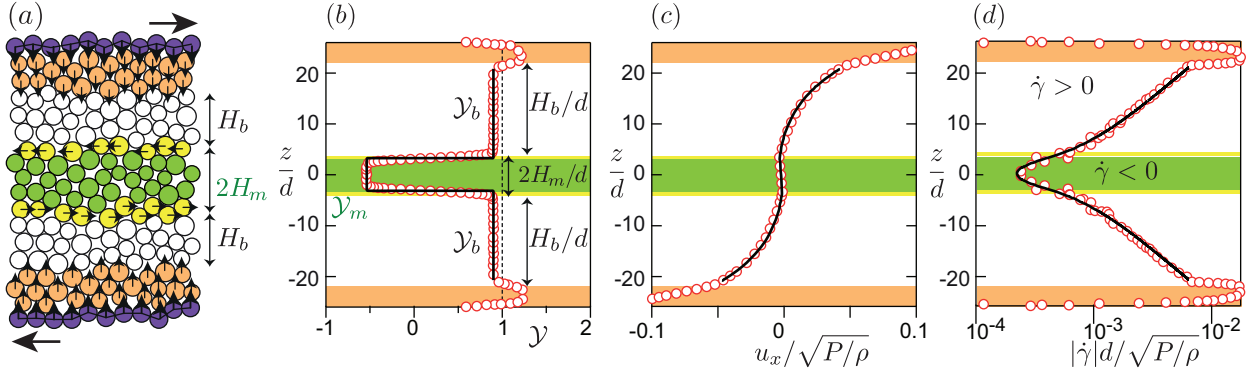 (a)
H_b
2H_m
H_b
(b)
20
10
z/d
0
-10
-20
𝒴_b
H_b/d
2H_m/d
𝒴_m
𝒴_b
H_b/d
-1
0
1
2
𝒴
(c)
20
10
z/d
0
-10
-20
-0.1
0
0.1
u_x/√P/ρ
(d)
20
10
z/d
0
-10
-20
γ̇ > 0
γ̇ < 0
10⁻⁴
10⁻³
10⁻²
|γ̇|d/√P/ρ